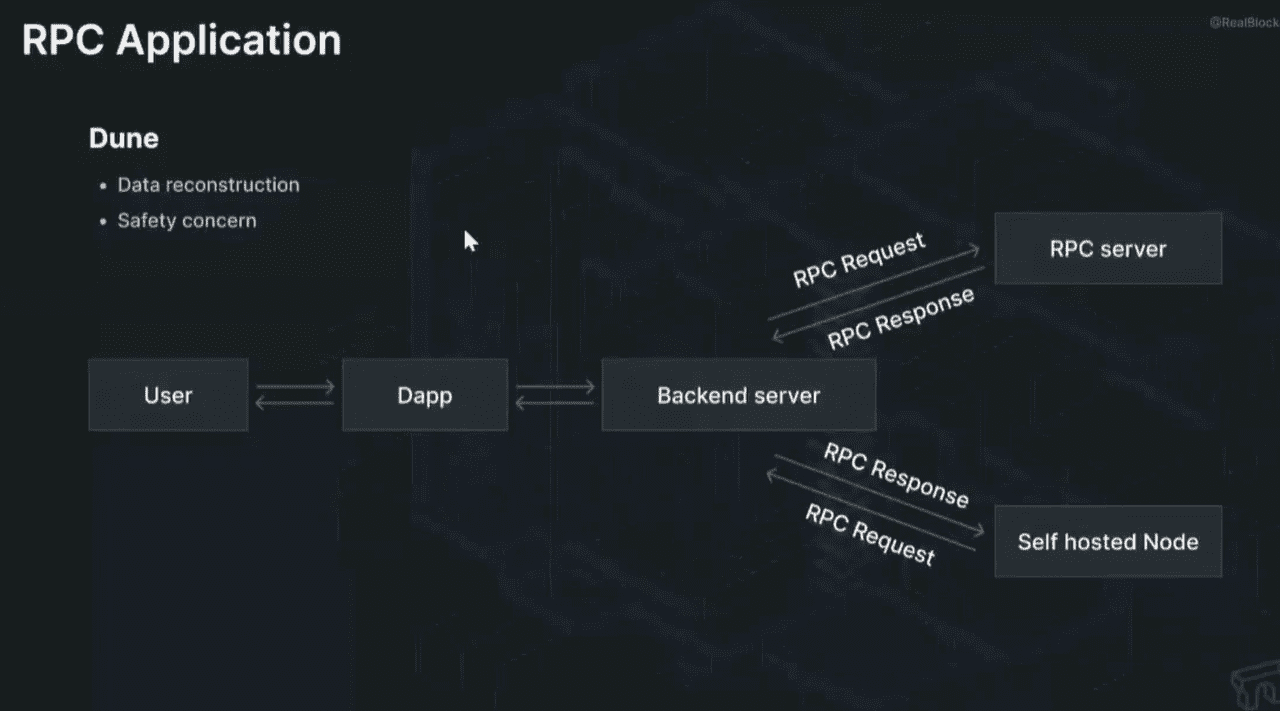 RPC Application
@RealBlock
Dune
• Data reconstruction
• Safety concern
RPC Request
RPC Response
RPC server
User
Dapp
Backend server
RPC Response
RPC Request
Self hosted Node